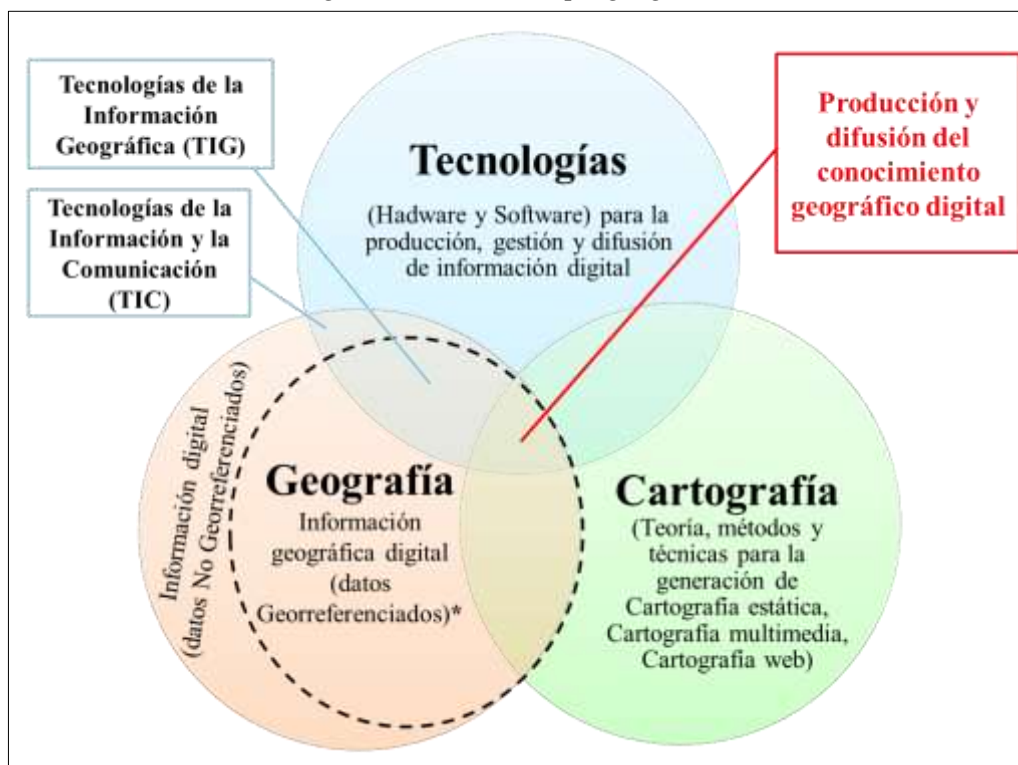 Tecnologías de la
Información
Geográfica (TIG)
Tecnologías de la
Información y la
Comunicación
(TIC)
Tecnologías
(Hadware y Software) para la
producción, gestión y difusión
de información digital
Producción y
difusión del
conocimiento
geográfico digital
Información digital
(datos No Georreferenciados)
Geografía
Información
geográfica digital
(datos
Georreferenciados)*
Cartografía
(Teoría, métodos y
técnicas para la
generación de
Cartografía estática,
Cartografía multimedia,
Cartografía web)